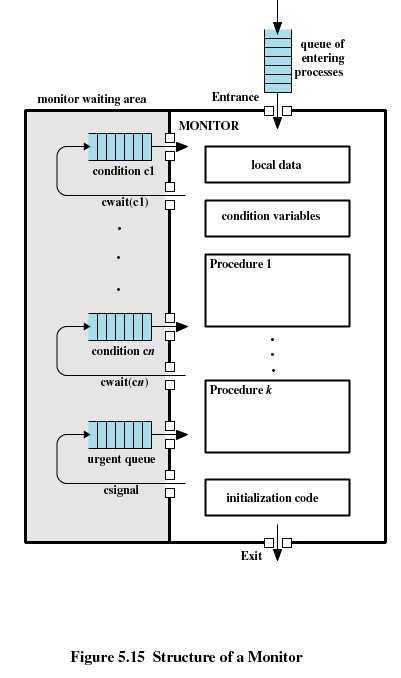 queue of
entering
processes
Entrance
monitor waiting area
MONITOR
condition c1
cwait(c1)
local data
condition variables
Procedure 1
condition cn
cwait(cn)
Procedure k
urgent queue
csignal
initialization code
Exit
Figure 5.15 Structure of a Monitor